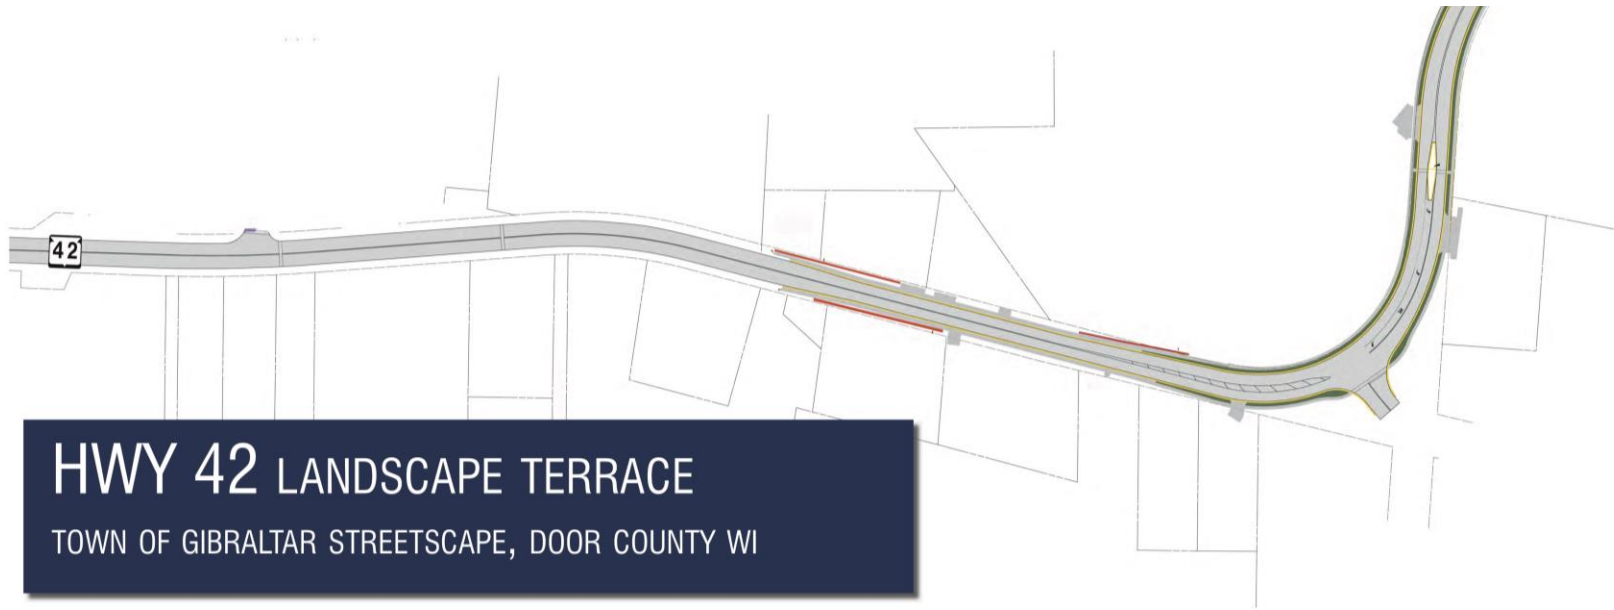 42
HWY 42 LANDSCAPE TERRACE
TOWN OF GIBRALTAR STREETSCAPE, DOOR COUNTY WI